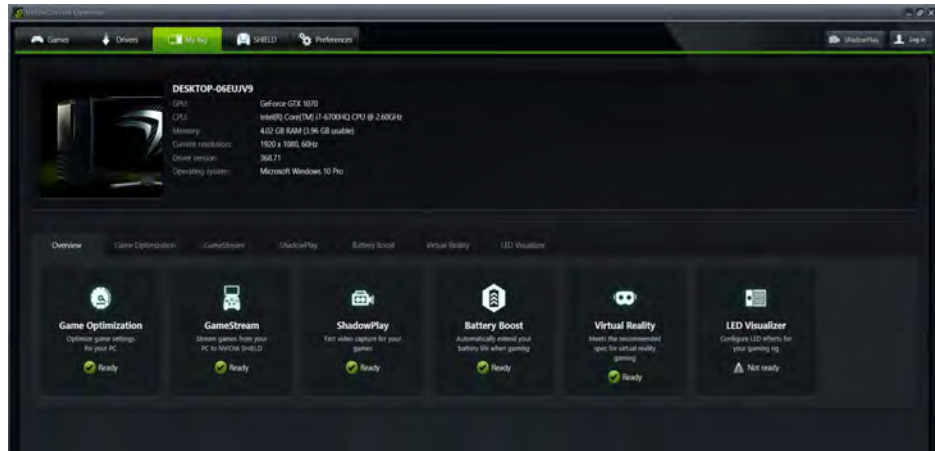 Games Drivers My Rig SHIELD Preferences ShadowPlay Log in
DESKTOP-06EUJV9
GPU: GeForce GTX 1070
CPU: Intel(R) Core(TM) i7-6700HQ CPU @ 2.60GHz
Memory: 4.02 GB RAM (3.96 GB usable)
Current resolution: 1920 x 1080, 60Hz
Driver version: 368.71
Operating system: Microsoft Windows 10 Pro
Overview Game Optimization GameStream ShadowPlay Battery Boost Virtual Reality LED Visualizer
Game Optimization
Optimize game settings
for your PC
Ready
GameStream
Stream games from your
PC to NVIDIA SHIELD
Ready
ShadowPlay
Fast video capture for your
games
Ready
Battery Boost
Automatically extend your
battery life when gaming
Ready
Virtual Reality
Meets the recommended
spec for virtual reality
gaming
Ready
LED Visualizer
Configure LED effects for
your gaming rig
Not ready